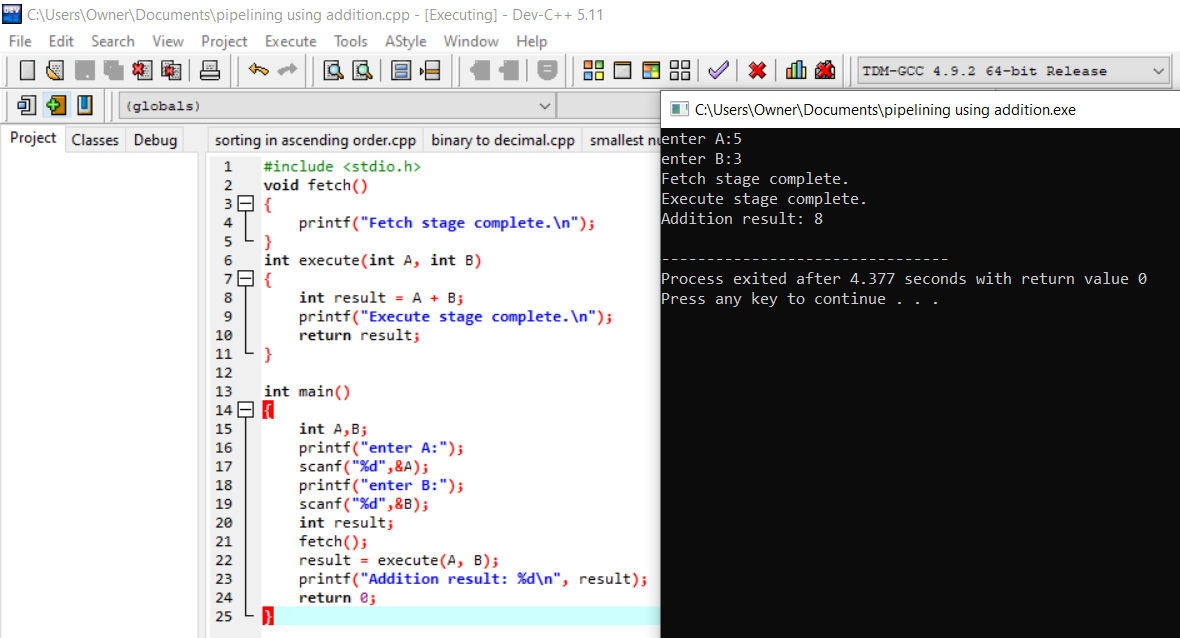 DEV C:\Users\Owner\Documents\pipelining using addition.cpp - [Executing] - Dev-C++ 5.11
File Edit Search View Project Execute Tools AStyle Window Help
TDM-GCC 4.9.2 64-bit Release
(globals)
Project Classes Debug
sorting in ascending order.cpp binary to decimal.cpp smallest nu
1 #include <stdio.h>
2 void fetch()
3 {
4 printf("Fetch stage complete.\n");
5 }
6 int execute(int A, int B)
7 {
8 int result = A + B;
9 printf("Execute stage complete.\n");
10 return result;
11 }
12
13 int main()
14 {
15 int A,B;
16 printf("enter A:");
17 scanf("%d",&A);
18 printf("enter B:");
19 scanf("%d",&B);
20 int result;
21 fetch();
22 result = execute(A, B);
23 printf("Addition result: %d\n", result);
24 return 0;
25 }
C:\Users\Owner\Documents\pipelining using addition.exe
enter A:5
enter B:3
Fetch stage complete.
Execute stage complete.
Addition result: 8
--------------------------------
Process exited after 4.377 seconds with return value 0
Press any key to continue . . .